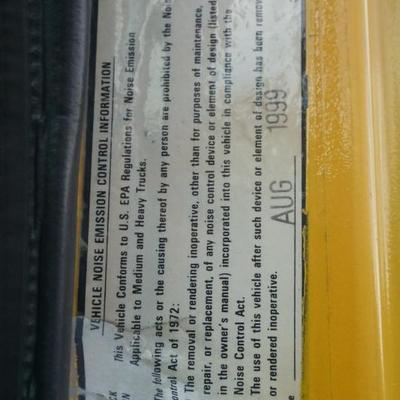 VEHICLE NOISE EMISSION CONTROL INFORMATION
This Vehicle Conforms to U.S. EPA Regulations for Noise Emission
Applicable to Medium and Heavy Trucks.
The following acts or the causing thereof by any person are prohibited by the
Act of 1972:
The removal or rendering inoperative, other than for purposes of maintenance,
repair, or replacement, of any noise control device or element of design (listed
in the owner's manual) incorporated into this vehicle in compliance with the
Noise Control Act.
The use of this vehicle after such device or element of design has been
or rendered inoperative.
AUG 1999